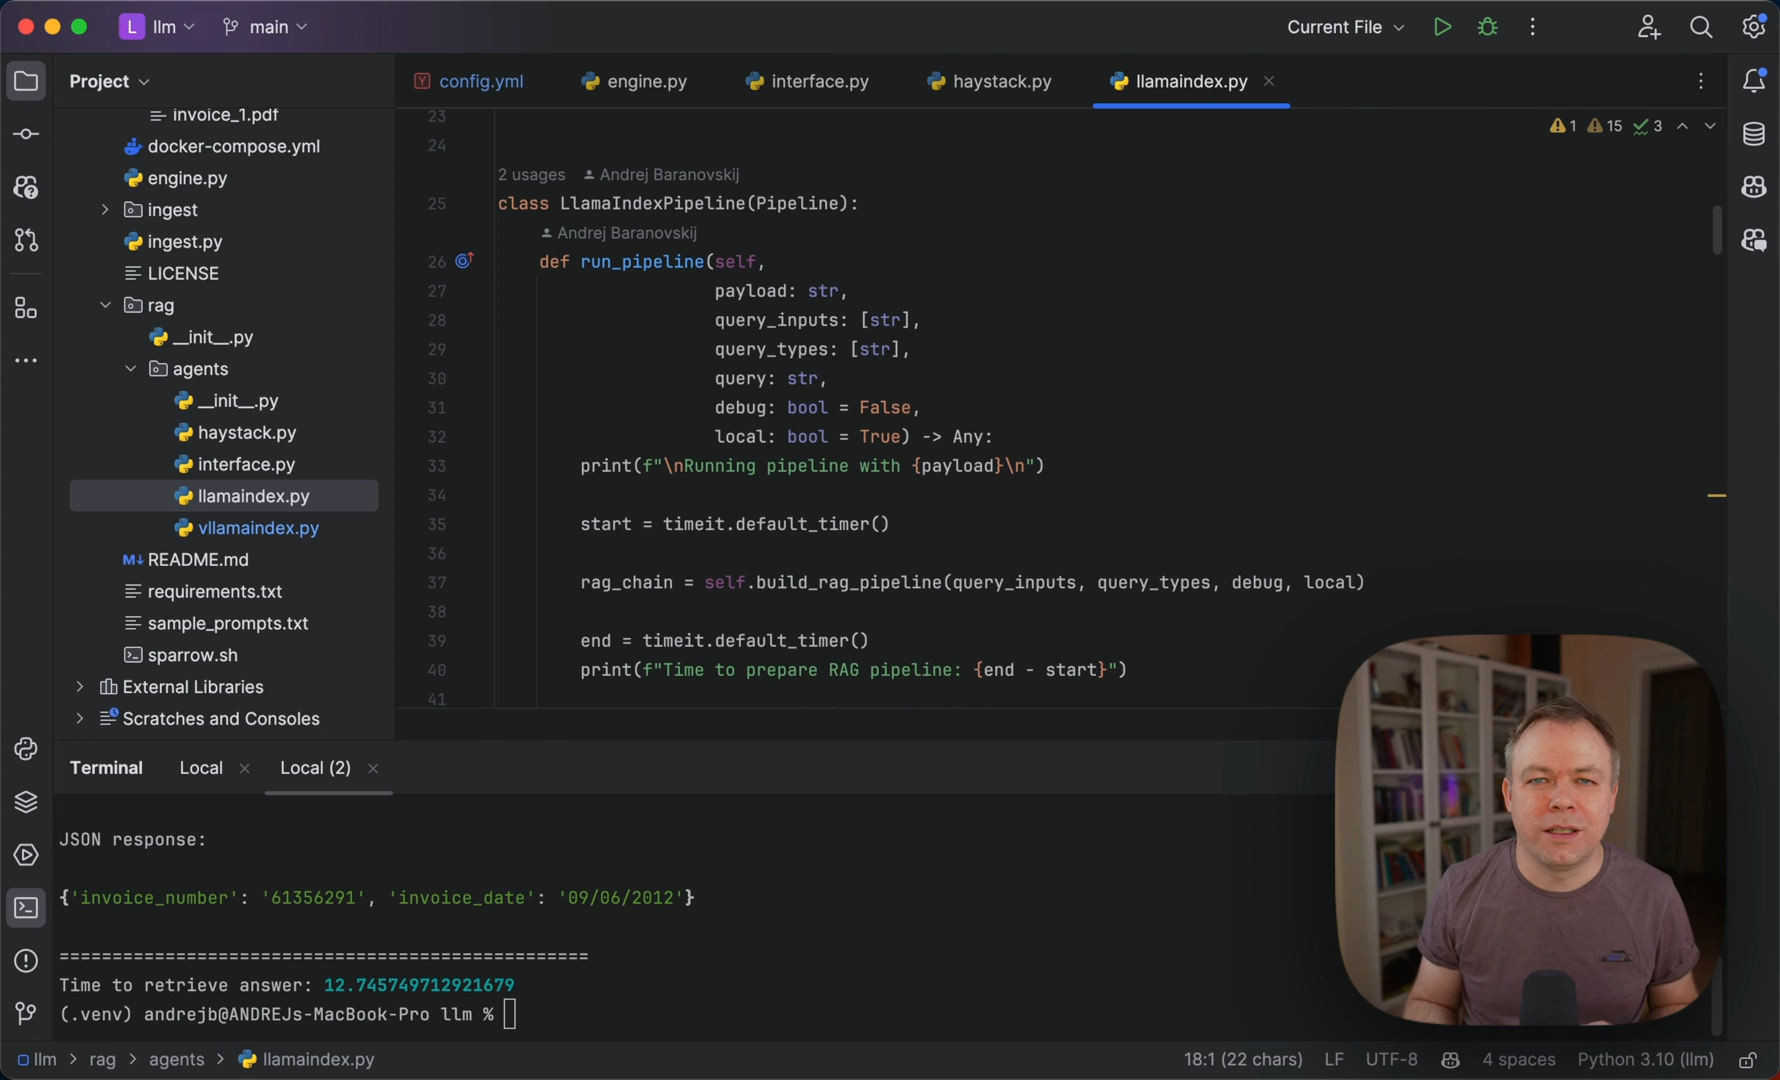 L llm main Current File
Project
config.yml engine.py interface.py haystack.py llamaindex.py
invoice_1.pdf
docker-compose.yml
engine.py
ingest
ingest.py
LICENSE
rag
__init__.py
agents
__init__.py
haystack.py
interface.py
llamaindex.py
vllamaindex.py
M↓ README.md
requirements.txt
sample_prompts.txt
sparrow.sh
External Libraries
Scratches and Consoles
1 15 3
23
24
2 usages Andrej Baranovskij
25 class LlamaIndexPipeline(Pipeline):
Andrej Baranovskij
26 def run_pipeline(self,
27 payload: str,
28 query_inputs: [str],
29 query_types: [str],
30 query: str,
31 debug: bool = False,
32 local: bool = True) -> Any:
33 print(f"\nRunning pipeline with {payload}\n")
34
35 start = timeit.default_timer()
36
37 rag_chain = self.build_rag_pipeline(query_inputs, query_types, debug, local)
38
39 end = timeit.default_timer()
40 print(f"Time to prepare RAG pipeline: {end - start}")
41
Terminal Local Local (2)
JSON response:
{'invoice_number': '61356291', 'invoice_date': '09/06/2012'}
===================================================
Time to retrieve answer: 12.745749712921679
(.venv) andrejb@ANDREJs-MacBook-Pro llm %
llm > rag > agents > llamaindex.py 18:1 (22 chars) LF UTF-8 4 spaces Python 3.10 (llm)